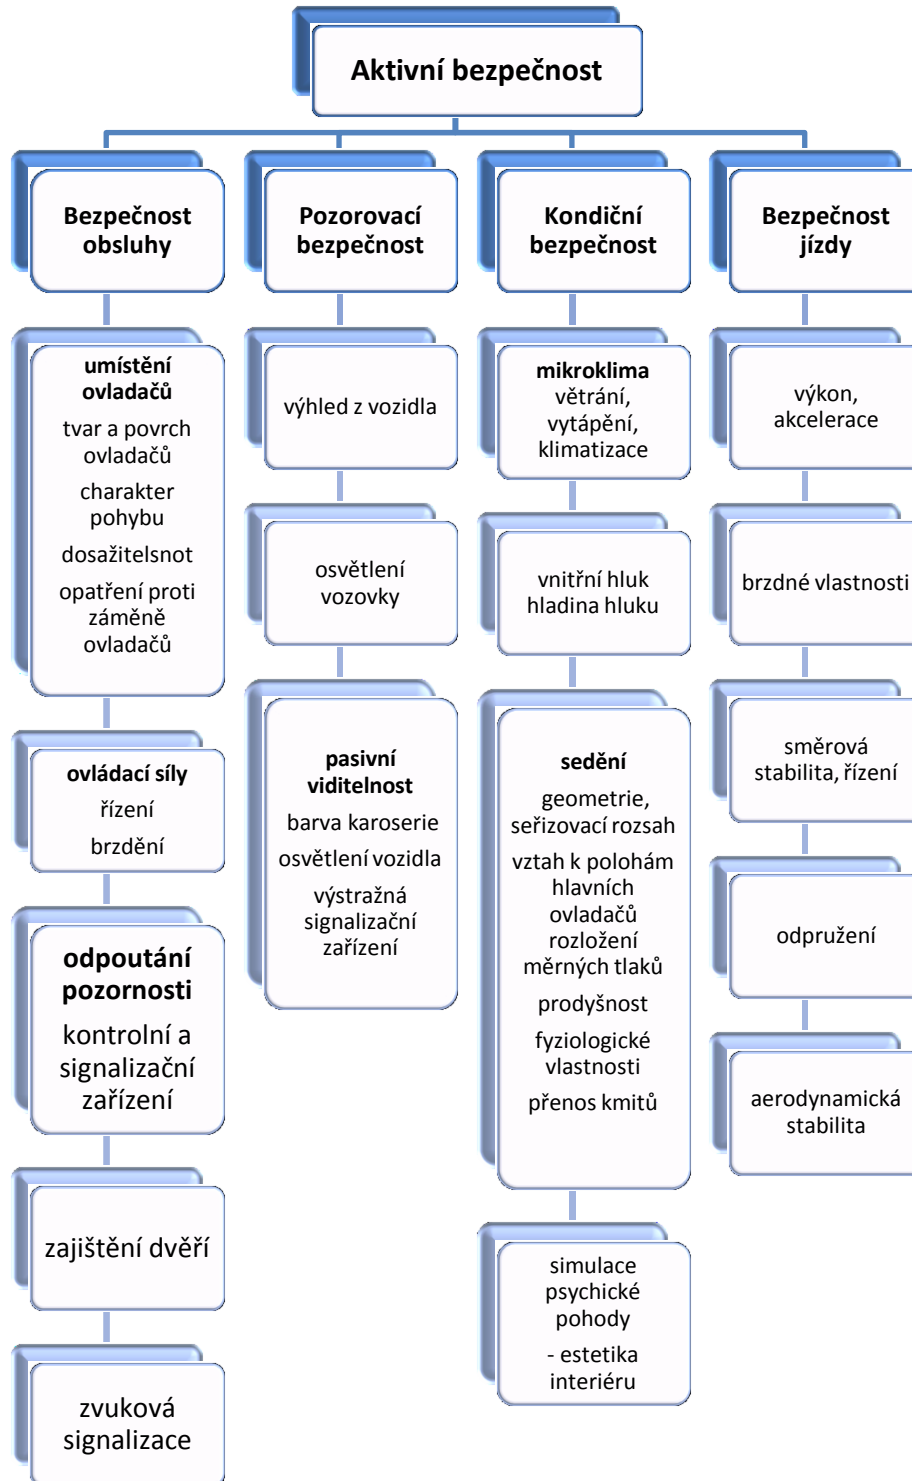 Aktivní bezpečnost
Bezpečnost
obsluhy
umístění
ovladačů
tvar a povrch
ovladačů
charakter
pohybu
dosažitelsnot
opatření proti
záměně
ovladačů
ovládací síly
řízení
brzdění
odpoutání
pozornosti
kontrolní a
signalizační
zařízení
zajištění dvěří
zvuková
signalizace
Pozorovací
bezpečnost
výhled z vozidla
osvětlení
vozovky
pasivní
viditelnost
barva karoserie
osvětlení vozidla
výstražná
signalizační
zařízení
Kondiční
bezpečnost
mikroklima
větrání,
vytápění,
klimatizace
vnitřní hluk
hladina hluku
sedění
geometrie,
seřizovací rozsah
vztah k polohám
hlavních
ovladačů
rozložení
měrných tlaků
prodyšnost
fyziologické
vlastnosti
přenos kmitů
simulace
psychické
pohody
- estetika
interiéru
Bezpečnost
jízdy
výkon,
akcelerace
brzdné vlastnosti
směrová
stabilita, řízení
odpružení
aerodynamická
stabilita